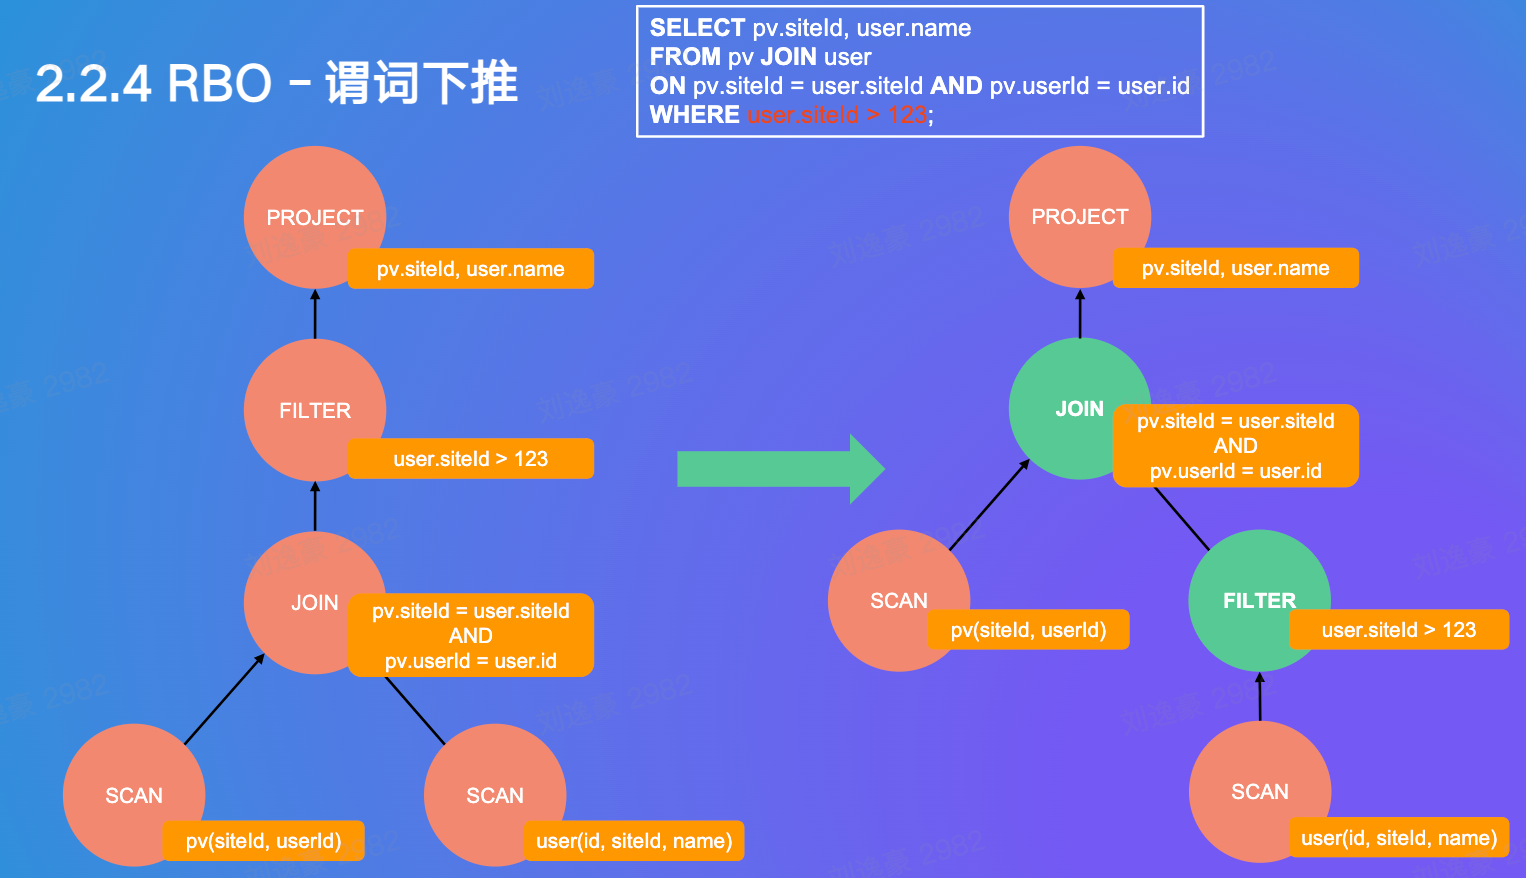 2.2.4 RBO - 谓词下推
SELECT pv.siteId, user.name
FROM pv JOIN user
ON pv.siteId = user.siteId AND pv.userId = user.id
WHERE user.siteId > 123;
PROJECT
pv.siteId, user.name
FILTER
user.siteId > 123
JOIN
pv.siteId = user.siteId
AND
pv.userId = user.id
SCAN
pv(siteId, userId)
SCAN
user(id, siteId, name)
PROJECT
pv.siteId, user.name
JOIN
pv.siteId = user.siteId
AND
pv.userId = user.id
SCAN
pv(siteId, userId)
FILTER
user.siteId > 123
SCAN
user(id, siteId, name)
刘逸豪 2982